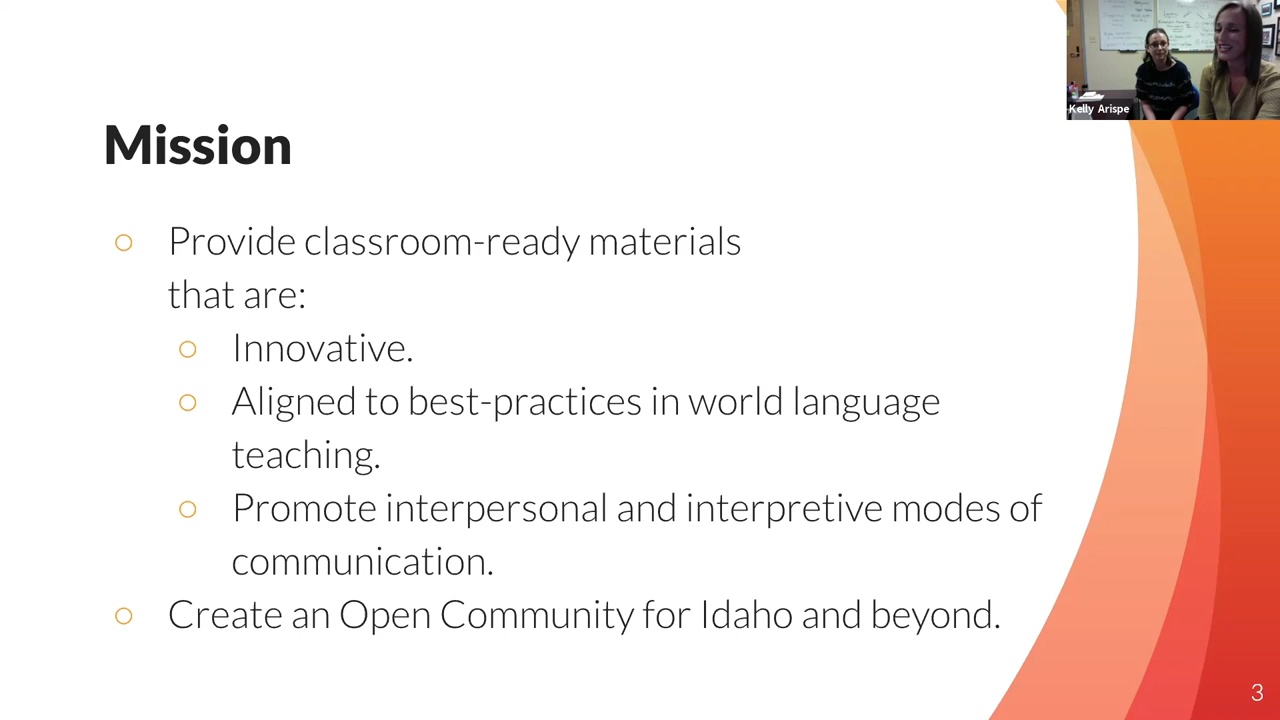 Kelly Arispe
Mission
○ Provide classroom-ready materials
that are:
○ Innovative.
○ Aligned to best-practices in world language
teaching.
○ Promote interpersonal and interpretive modes of
communication.
○ Create an Open Community for Idaho and beyond.
3